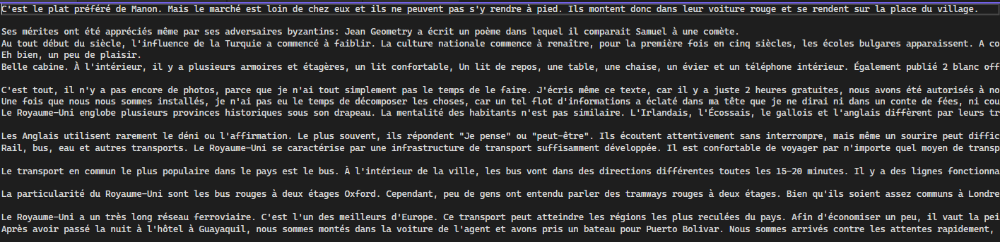 C'est le plat préféré de Manon. Mais le marché est loin de chez eux et ils ne peuvent pas s'y rendre à pied. Ils montent donc dans leur voiture rouge et se rendent sur la place du village.
Ses mérites ont été appréciés même par ses adversaires byzantins: Jean Geometry a écrit un poème dans lequel il comparait Samuel à une comète.
Au tout début du siècle, l'influence de la Turquie a commencé à faiblir. La culture nationale commence à renaître, pour la première fois en cinq siècles, les écoles bulgares apparaissent. A co
Eh bien, un peu de plaisir.
Belle cabine. À l'intérieur, il y a plusieurs armoires et étagères, un lit confortable, Un lit de repos, une table, une chaise, un évier et un téléphone intérieur. Également publié 2 blanc off
C'est tout, il n'y a pas encore de photos, parce que je n'ai tout simplement pas le temps de le faire. J'écris même ce texte, car il y a juste 2 heures gratuites, nous avons été autorisés à no
Une fois que nous nous sommes installés, je n'ai pas eu le temps de décomposer les choses, car un tel flot d'informations a éclaté dans ma tête que je ne dirai ni dans un conte de fées, ni cou
Le Royaume-Uni englobe plusieurs provinces historiques sous son drapeau. La mentalité des habitants n'est pas similaire. L'Irlandais, l'Écossais, le gallois et l'anglais diffèrent par leurs tr
Les Anglais utilisent rarement le déni ou l'affirmation. Le plus souvent, ils répondent "Je pense" ou "peut-être". Ils écoutent attentivement sans interrompre, mais même un sourire peut diffic
Rail, bus, eau et autres transports. Le Royaume-Uni se caractérise par une infrastructure de transport suffisamment développée. Il est confortable de voyager par n'importe quel moyen de transp
Le transport en commun le plus populaire dans le pays est le bus. À l'intérieur de la ville, les bus vont dans des directions différentes toutes les 15-20 minutes. Il y a des lignes fonctionna
La particularité du Royaume-Uni sont les bus rouges à deux étages Oxford. Cependant, peu de gens ont entendu parler des tramways rouges à deux étages. Bien qu'ils soient assez communs à Londre
Le Royaume-Uni a un très long réseau ferroviaire. C'est l'un des meilleurs d'Europe. Ce transport peut atteindre les régions les plus reculées du pays. Afin d'économiser un peu, il vaut la pei
Après avoir passé la nuit à l'hôtel à Guayaquil, nous sommes montés dans la voiture de l'agent et avons pris un bateau pour Puerto Bolivar. Nous sommes arrivés contre les attentes rapidement,